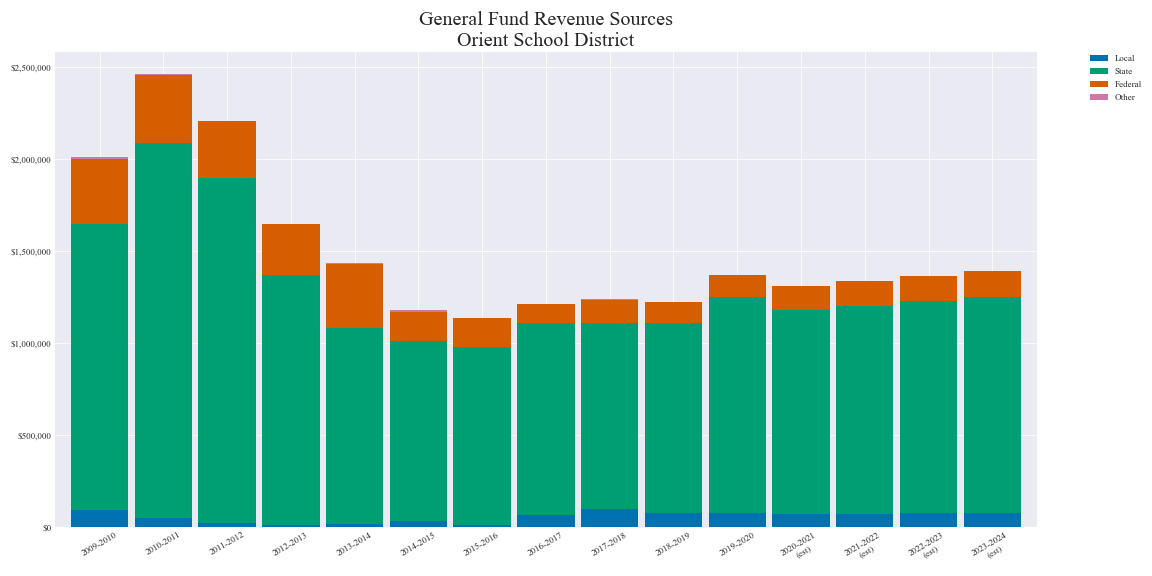 General Fund Revenue Sources
Orient School District
Local
State
Federal
Other
$2,500,000
$2,000,000
$1,500,000
$1,000,000
$500,000
$0
2009-2010
2010-2011
2011-2012
2012-2013
2013-2014
2014-2015
2015-2016
2016-2017
2017-2018
2018-2019
2019-2020
2020-2021
(est)
2021-2022
(est)
2022-2023
(est)
2023-2024
(est)